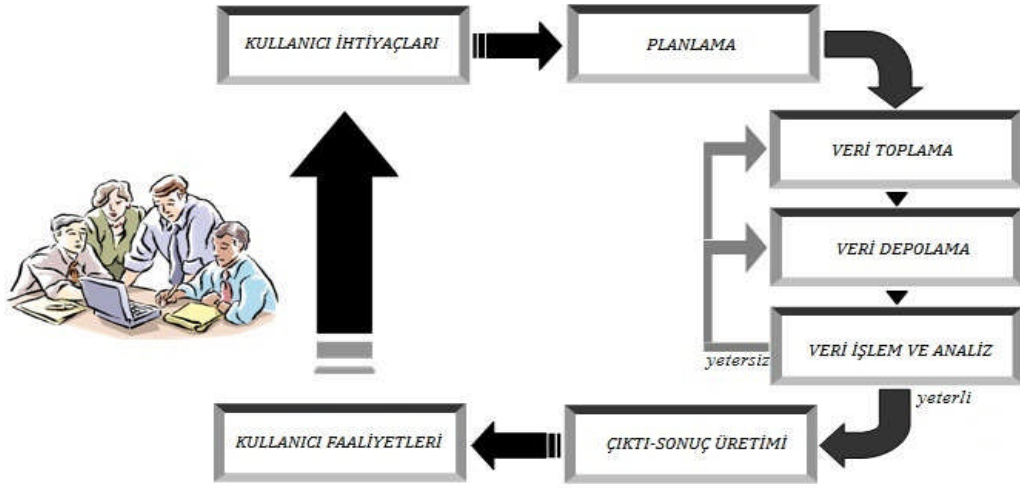 KULLANICI İHTİYAÇLARI
PLANLAMA
VERİ TOPLAMA
VERİ DEPOLAMA
VERİ İŞLEM VE ANALİZ
yetersiz
yeterli
ÇIKTI-SONUÇ ÜRETİMİ
KULLANICI FAALİYETLERİ